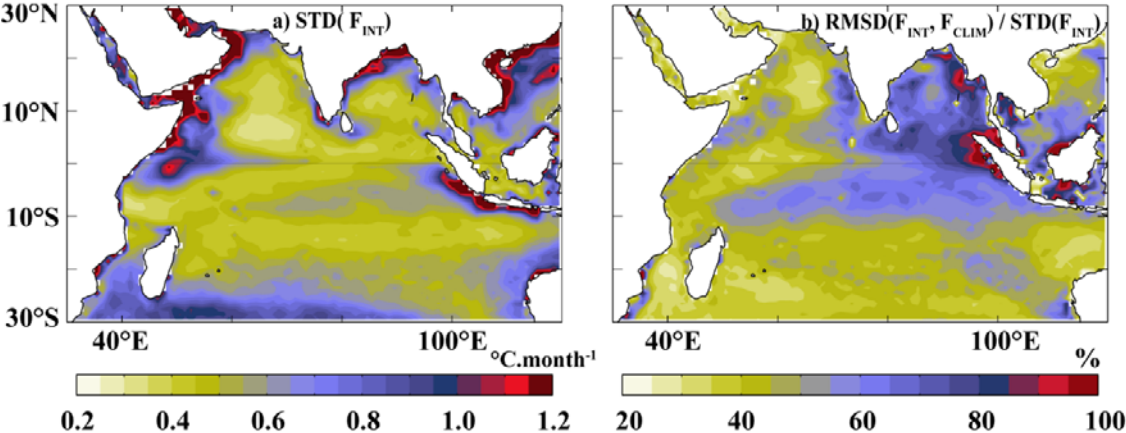 30°N
10°N
10°S
30°S
a) STD( F_INT)
b) RMSD(F_INT, F_CLIM) / STD(F_INT)
40°E 100°E 40°E 100°E
°C.month⁻¹ %
0.2 0.4 0.6 0.8 1.0 1.2 20 40 60 80 100